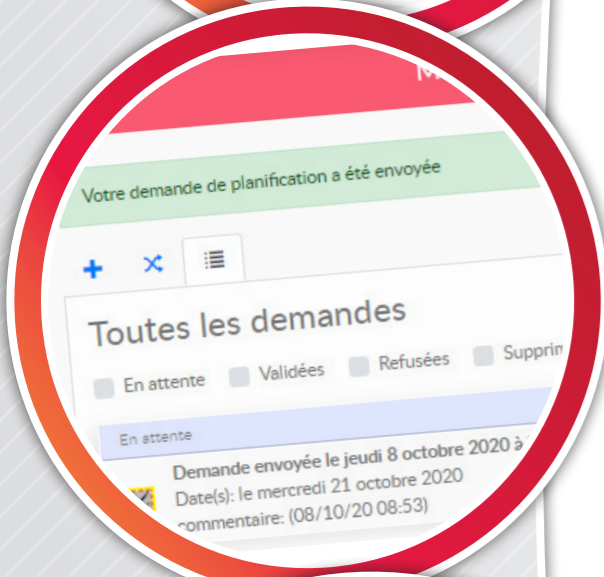 Votre demande de planification a été envoyée
Toutes les demandes
En attente Validées Refusées
En attente
Demande envoyée le jeudi 8 octobre 2020 à
Date(s): le mercredi 21 octobre 2020
commentaire: (08/10/20 08:53)